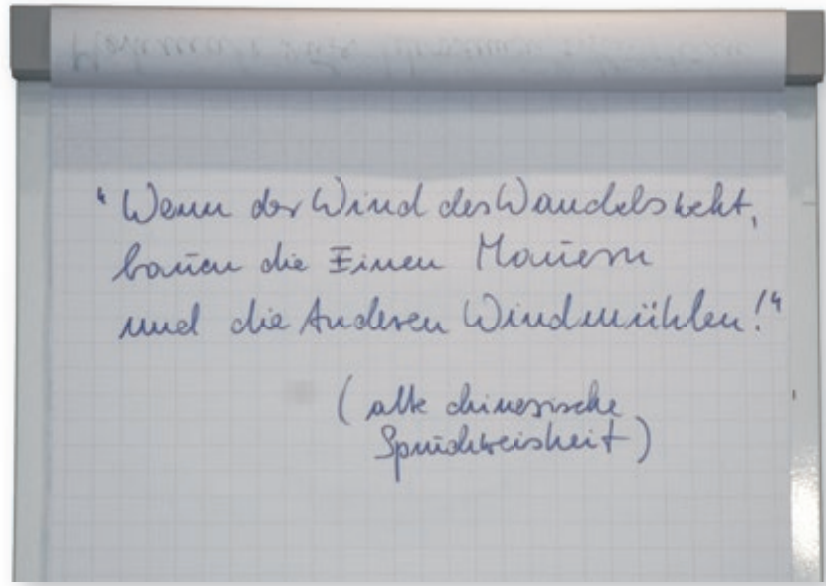 "Wenn der Wind des Wandels weht,
bauen die Einen Mauern
und die Anderen Windmühlen!"
(alte chinesische
Spruchweisheit)